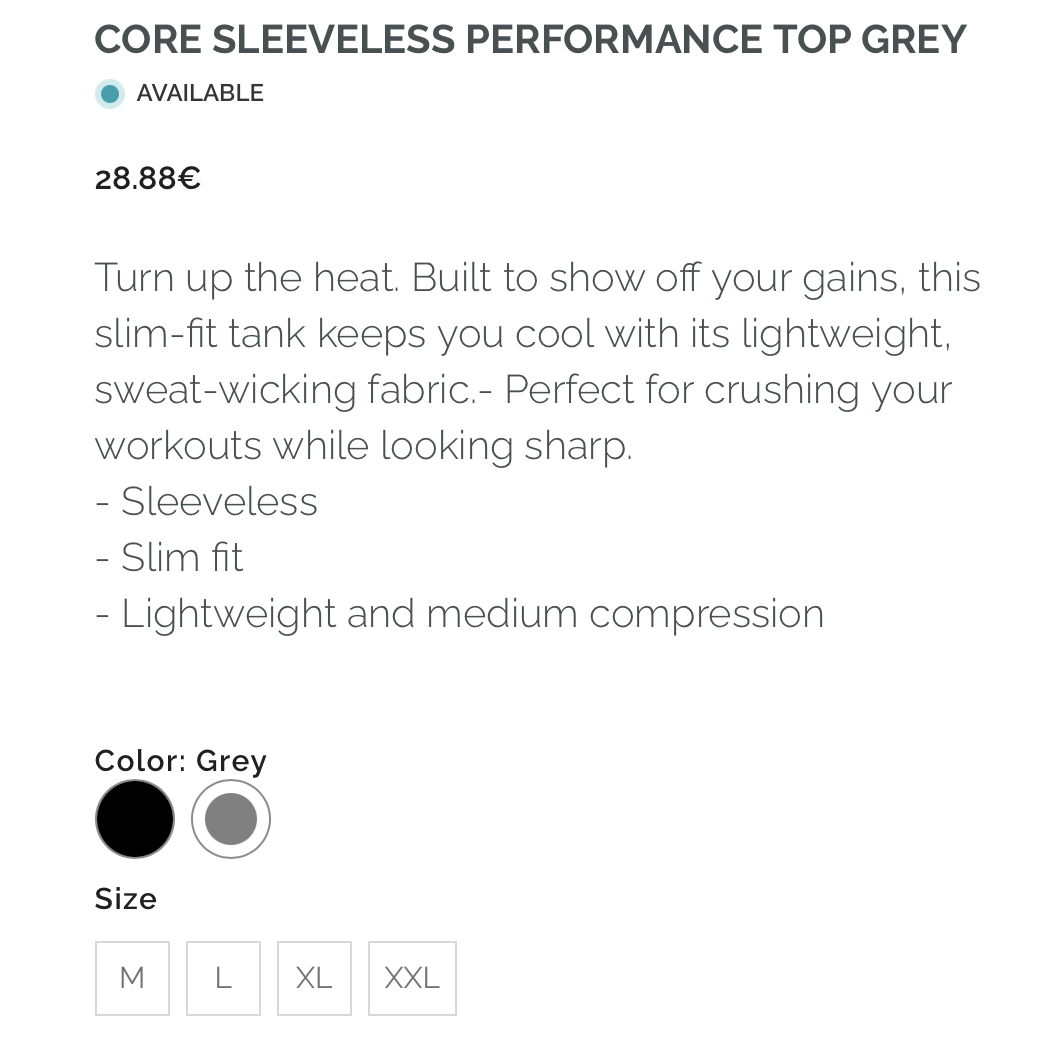 CORE SLEEVELESS PERFORMANCE TOP GREY
AVAILABLE
28.88€
Turn up the heat. Built to show off your gains, this
slim-fit tank keeps you cool with its lightweight,
sweat-wicking fabric.- Perfect for crushing your
workouts while looking sharp.
- Sleeveless
- Slim fit
- Lightweight and medium compression
Color: Grey
Size
M L XL XXL